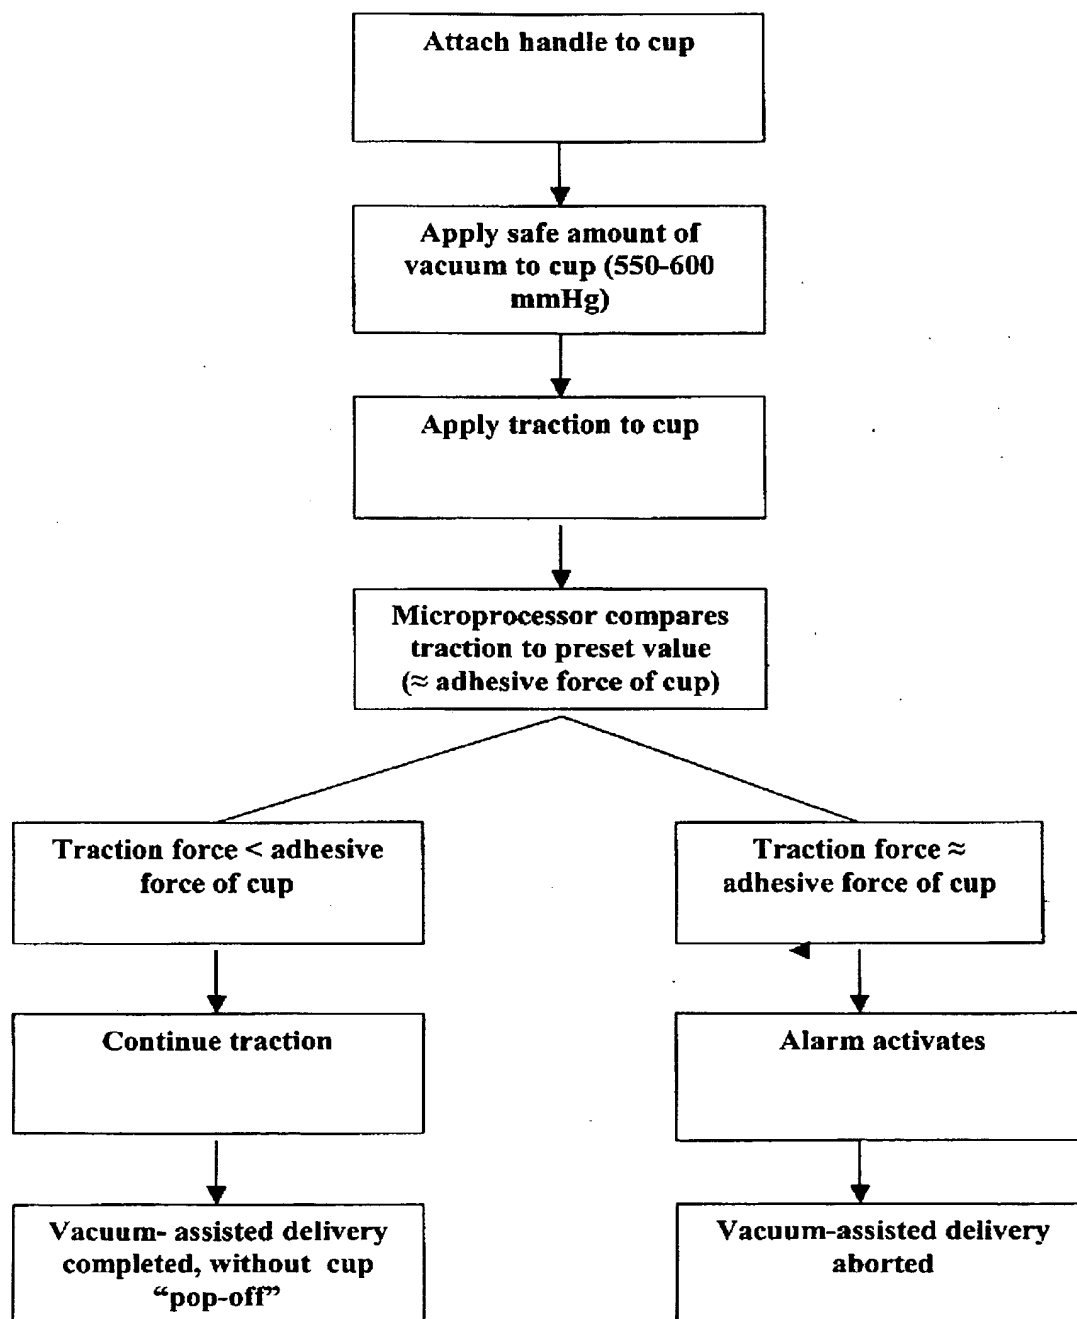 Attach handle to cup
Apply safe amount of
vacuum to cup (550-600
mmHg)
Apply traction to cup
Microprocessor compares
traction to preset value
(≈ adhesive force of cup)
Traction force < adhesive
force of cup
Traction force ≈
adhesive force of cup
Continue traction
Alarm activates
Vacuum- assisted delivery
completed, without cup
“pop-off”
Vacuum-assisted delivery
aborted